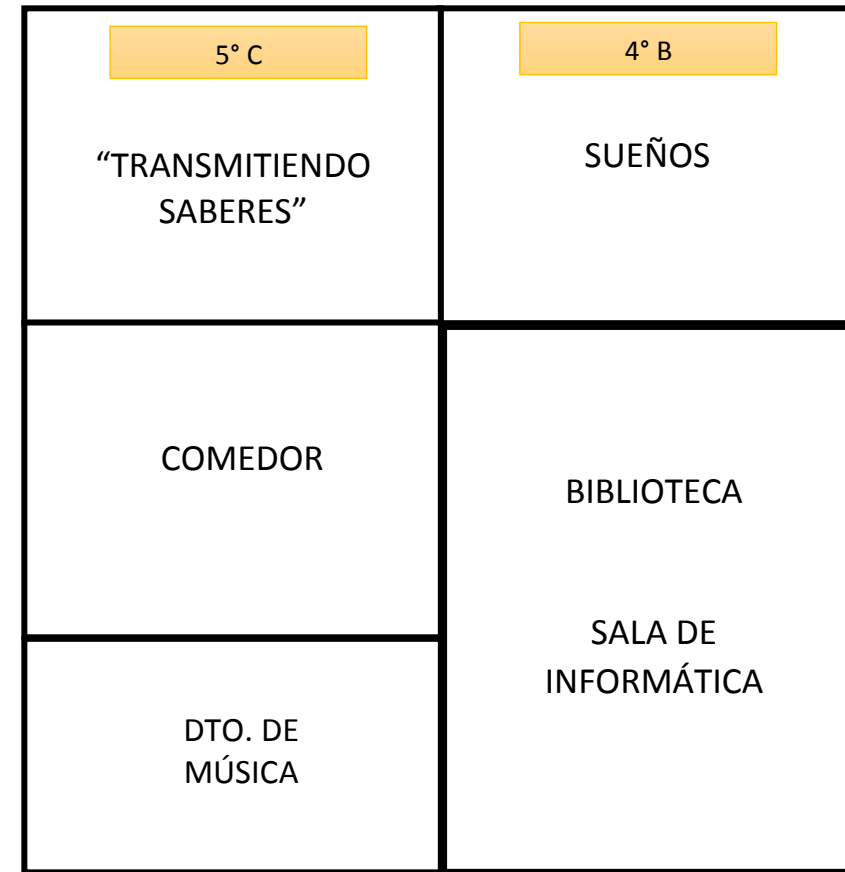 5° C
“TRANSMITIENDO
SABERES”
4° B
SUEÑOS
COMEDOR
BIBLIOTECA
SALA DE
INFORMÁTICA
DTO. DE
MÚSICA